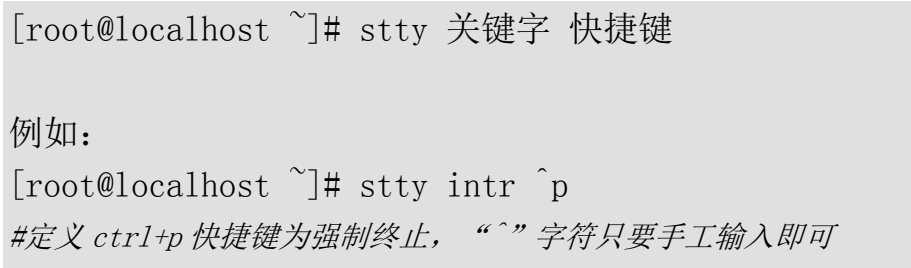 [root@localhost ~]# stty 关键字 快捷键
例如：
[root@localhost ~]# stty intr ^p
#定义 ctrl+p 快捷键为强制终止，“^”字符只要手工输入即可